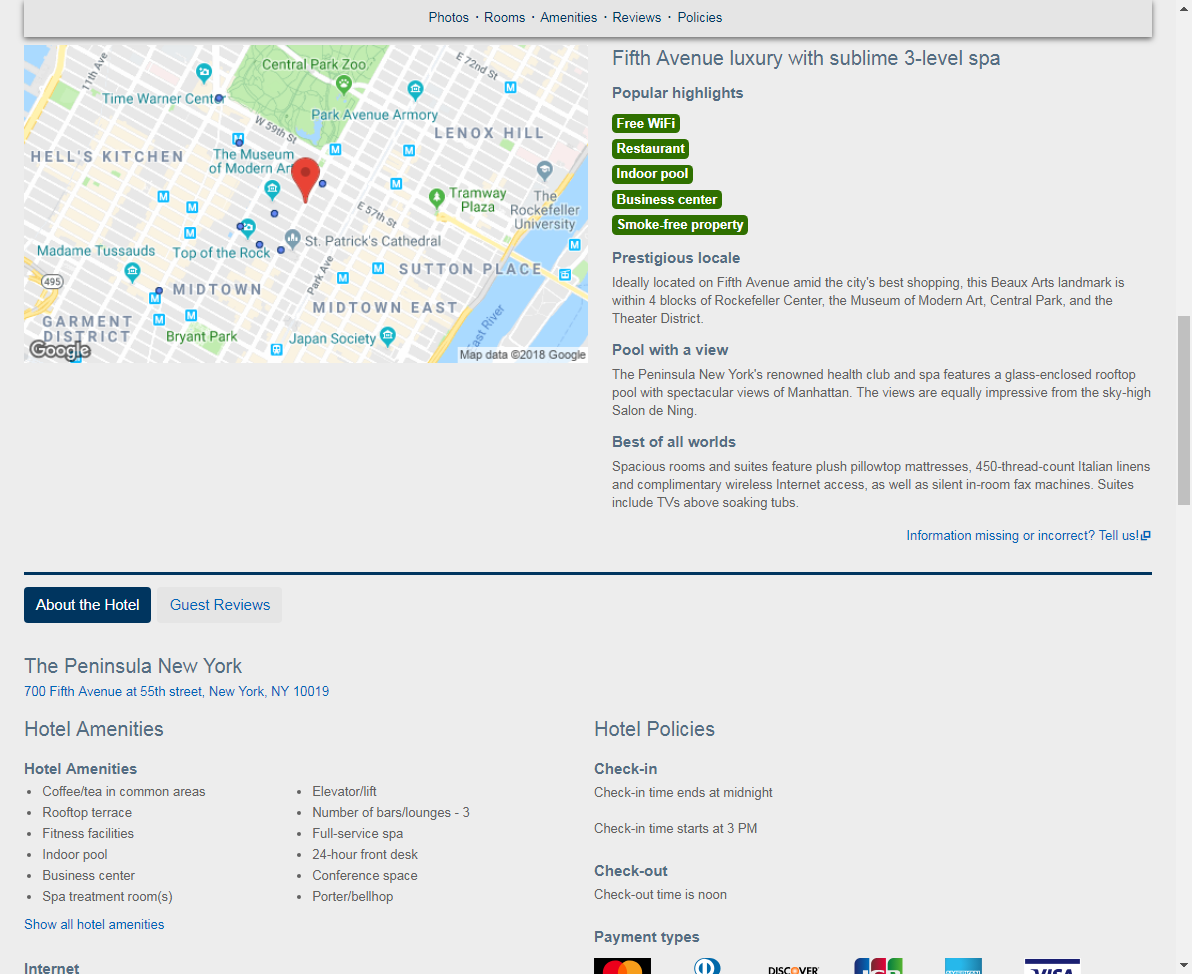 Photos · Rooms · Amenities · Reviews · Policies
11th Ave
Central Park Zoo
E 72nd St
Time Warner Center
Park Avenue Armory
W 59th St
LENOX HILL
HELL'S KITCHEN
The Museum
of Modern Art
Tramway
Plaza
The
Rockefeller
University
E 57th St
Madame Tussauds
Top of the Rock
St. Patrick's Cathedral
Park Ave
SUTTON PLACE
495
MIDTOWN
MIDTOWN EAST
GARMENT
DISTRICT
Bryant Park
Japan Society
East River
Google
Map data ©2018 Google
Fifth Avenue luxury with sublime 3-level spa
Popular highlights
Free WiFi
Restaurant
Indoor pool
Business center
Smoke-free property
Prestigious locale
Ideally located on Fifth Avenue amid the city's best shopping, this Beaux Arts landmark is
within 4 blocks of Rockefeller Center, the Museum of Modern Art, Central Park, and the
Theater District.
Pool with a view
The Peninsula New York's renowned health club and spa features a glass-enclosed rooftop
pool with spectacular views of Manhattan. The views are equally impressive from the sky-high
Salon de Ning.
Best of all worlds
Spacious rooms and suites feature plush pillowtop mattresses, 450-thread-count Italian linens
and complimentary wireless Internet access, as well as silent in-room fax machines. Suites
include TVs above soaking tubs.
Information missing or incorrect? Tell us!
About the Hotel
Guest Reviews
The Peninsula New York
700 Fifth Avenue at 55th street, New York, NY 10019
Hotel Amenities
Hotel Amenities
• Coffee/tea in common areas
• Rooftop terrace
• Fitness facilities
• Indoor pool
• Business center
• Spa treatment room(s)
• Elevator/lift
• Number of bars/lounges - 3
• Full-service spa
• 24-hour front desk
• Conference space
• Porter/bellhop
Show all hotel amenities
Internet
Hotel Policies
Check-in
Check-in time ends at midnight
Check-in time starts at 3 PM
Check-out
Check-out time is noon
Payment types
DISCOVER
JCB
VISA